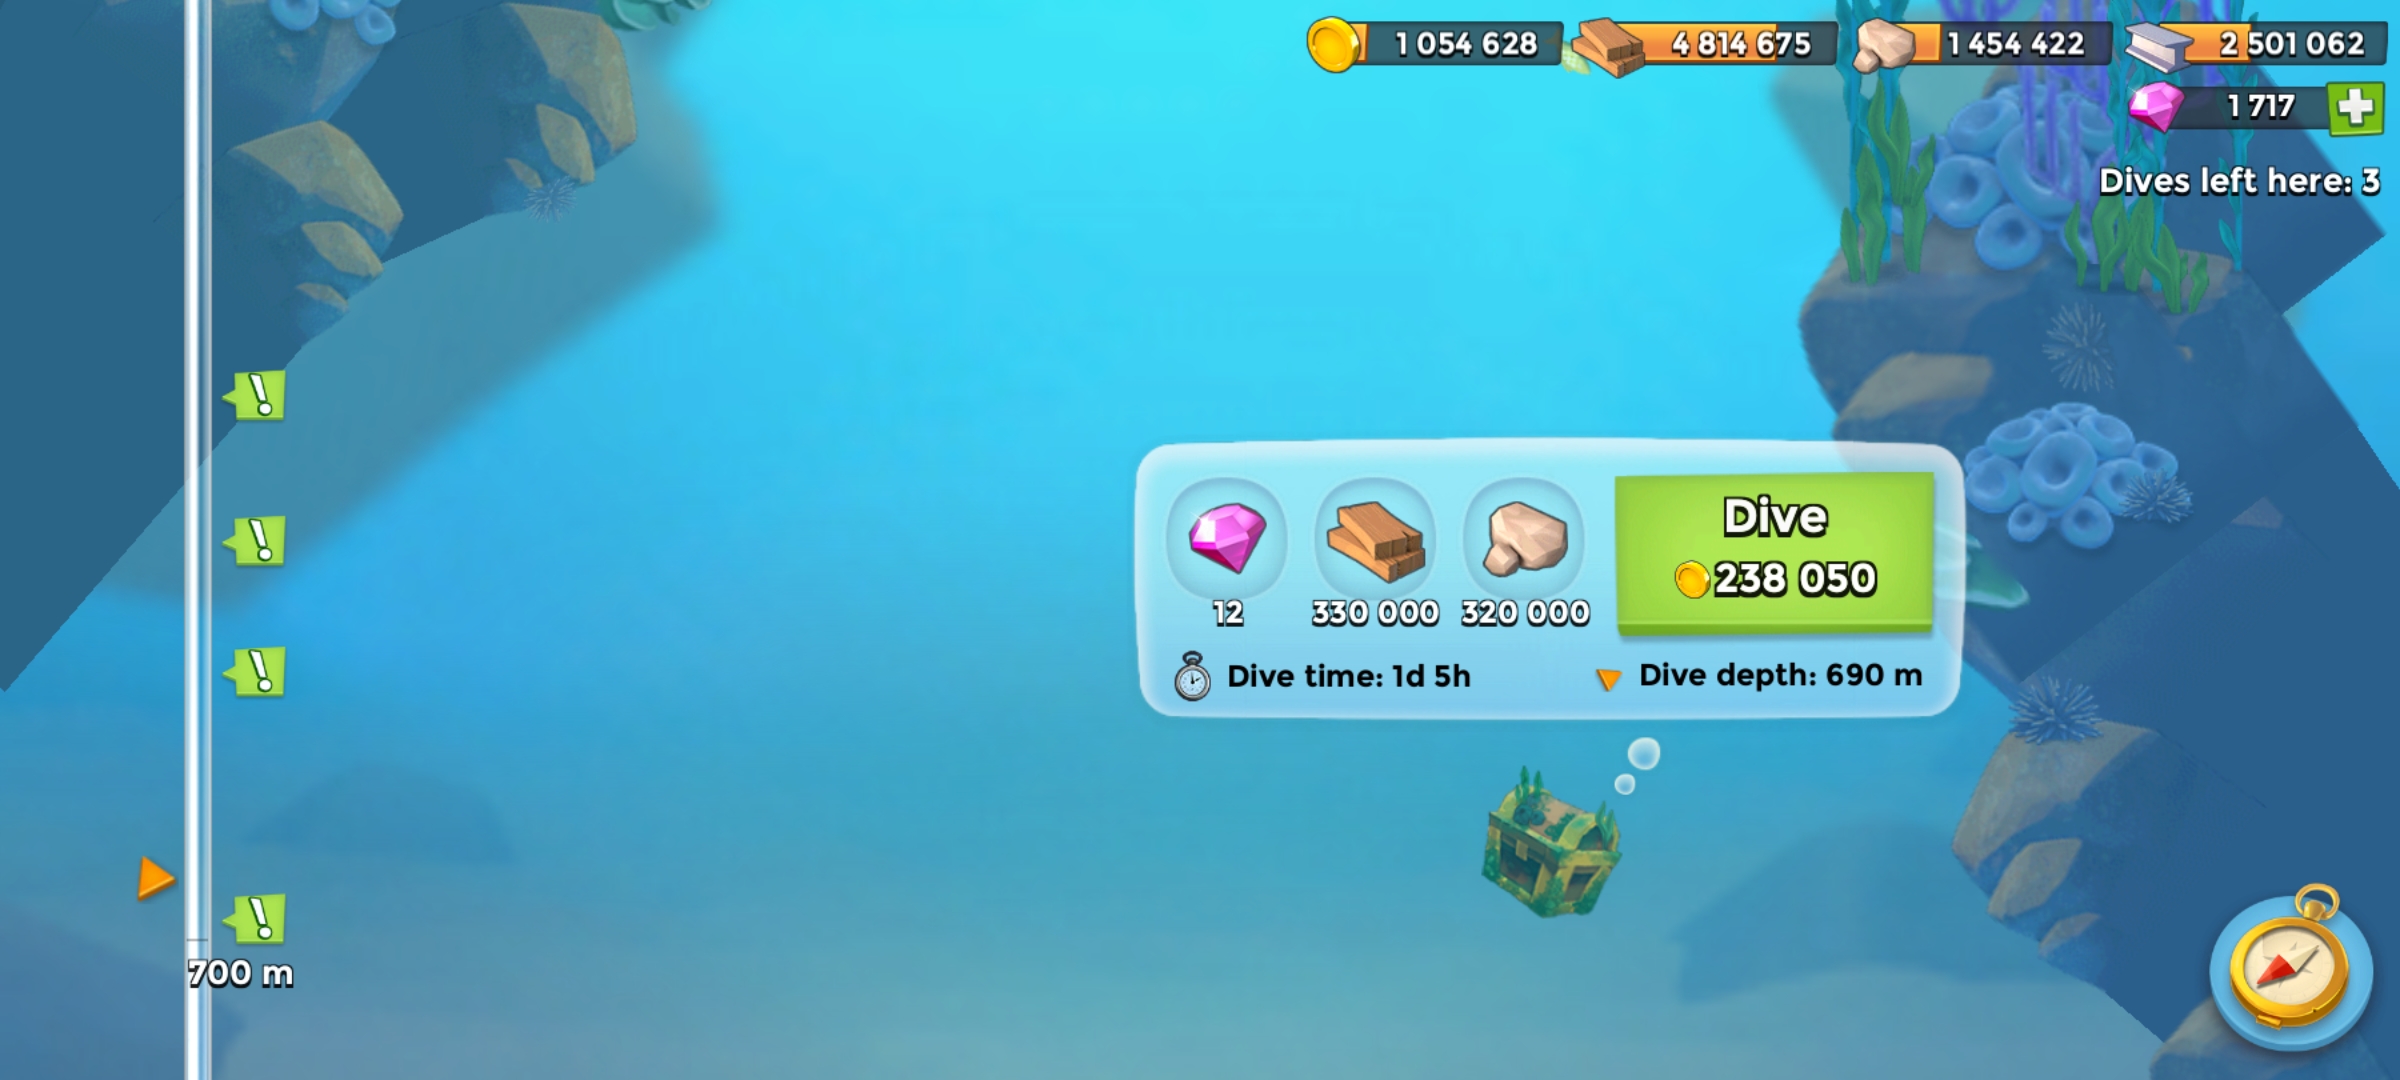 1 054 628
4 814 675
1 454 422
2 501 062
1 717
Dives left here: 3
Dive
238 050
12
330 000
320 000
Dive time: 1d 5h
Dive depth: 690 m
700 m